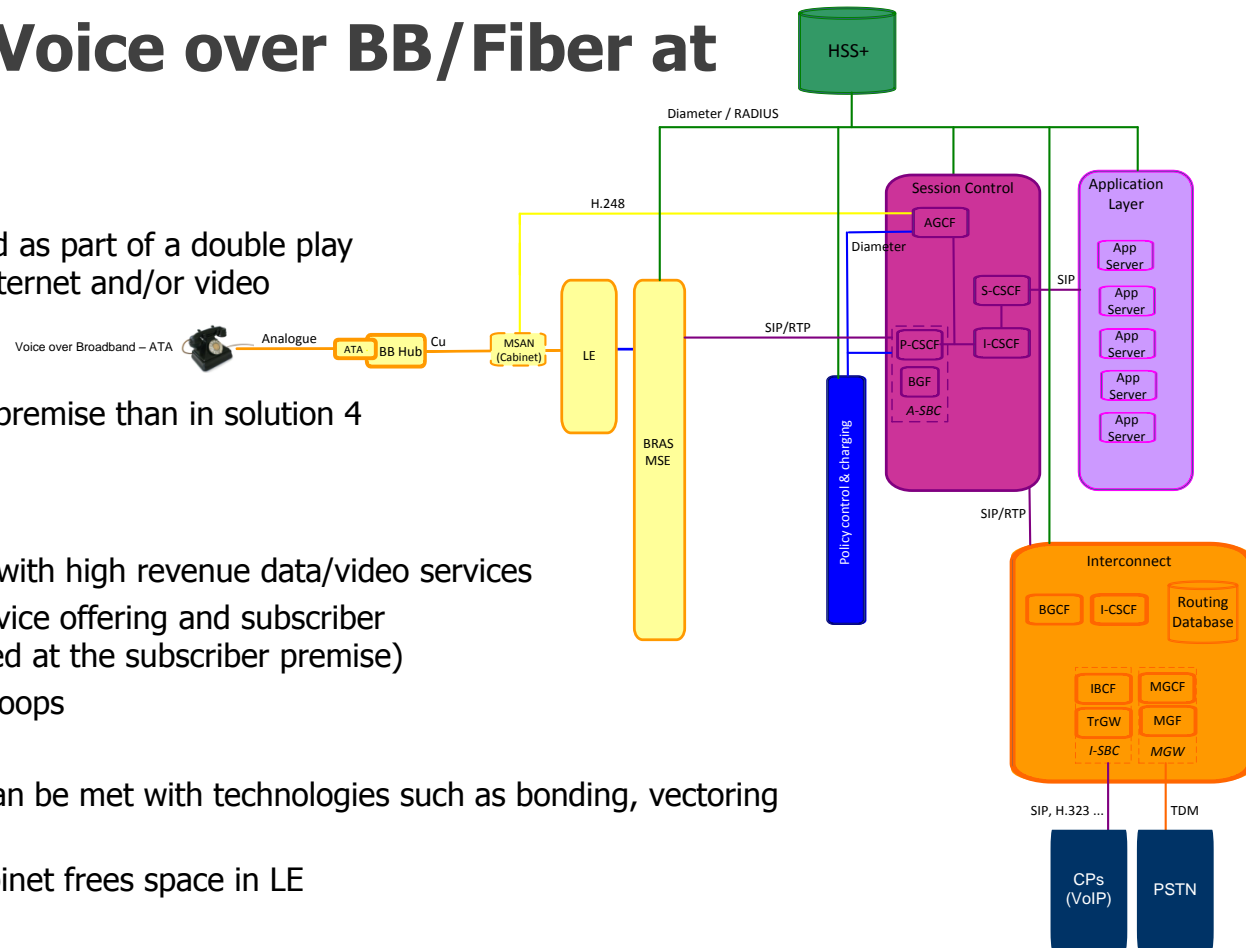 Voice over BB/Fiber at
d as part of a double play
ternet and/or video
premise than in solution 4
with high revenue data/video services
vice offering and subscriber
ed at the subscriber premise)
oops
an be met with technologies such as bonding, vectoring
inet frees space in LE
HSS+
Diameter / RADIUS
H.248
Voice over Broadband – ATA
Analogue
ATA
BB Hub
Cu
MSAN
(Cabinet)
LE
BRAS
MSE
SIP/RTP
Diameter
Policy control & charging
Session Control
AGCF
S-CSCF
P-CSCF
I-CSCF
BGF
A-SBC
SIP
Application
Layer
App
Server
App
Server
App
Server
App
Server
App
Server
SIP/RTP
Interconnect
BGCF
I-CSCF
Routing
Database
IBCF
MGCF
TrGW
MGF
I-SBC
MGW
SIP, H.323 ...
TDM
CPs
(VoIP)
PSTN